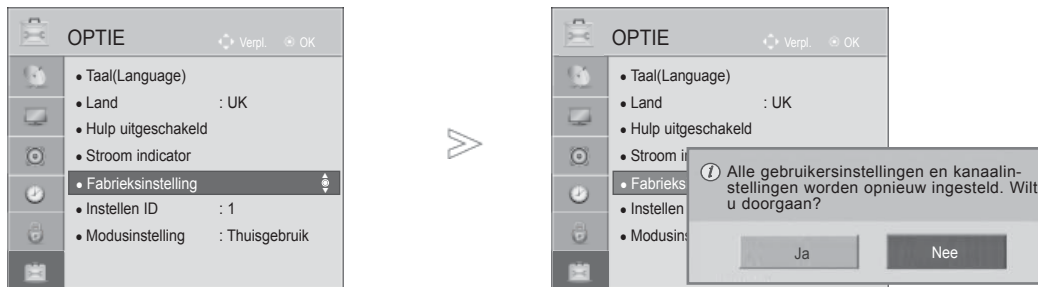 OPTIE
Verpl. OK
• Taal(Language)
• Land : UK
• Hulp uitgeschakeld
• Stroom indicator
• Fabrieksinstelling
• Instellen ID : 1
• Modusinstelling : Thuisgebruik
OPTIE
Verpl. OK
• Taal(Language)
• Land : UK
• Hulp uitgeschakeld
• Stroom i
• Fabrieks
• Instellen
• Modusins
Alle gebruikersinstellingen en kanaalin-
stellingen worden opnieuw ingesteld. Wilt
u doorgaan?
Ja
Nee